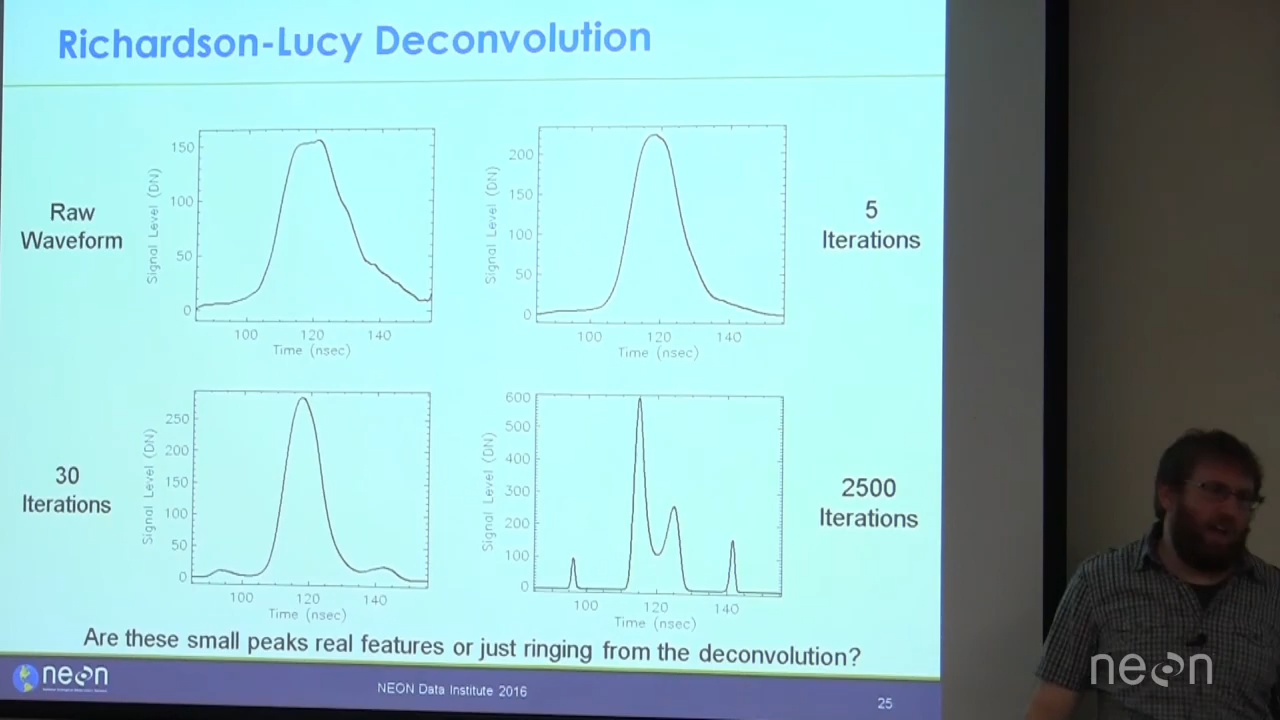 Richardson-Lucy Deconvolution
Raw
Waveform
Signal Level (DN)
150
100
50
0
100 120 140
Time (nsec)
Signal Level (DN)
200
150
100
50
0
100 120 140
Time (nsec)
5
Iterations
30
Iterations
Signal Level (DN)
250
200
150
100
50
0
100 120 140
Time (nsec)
Signal Level (DN)
600
500
400
300
200
100
0
100 120 140
Time (nsec)
2500
Iterations
Are these small peaks real features or just ringing from the deconvolution?
neon
NEON Data Institute 2016
25
neon